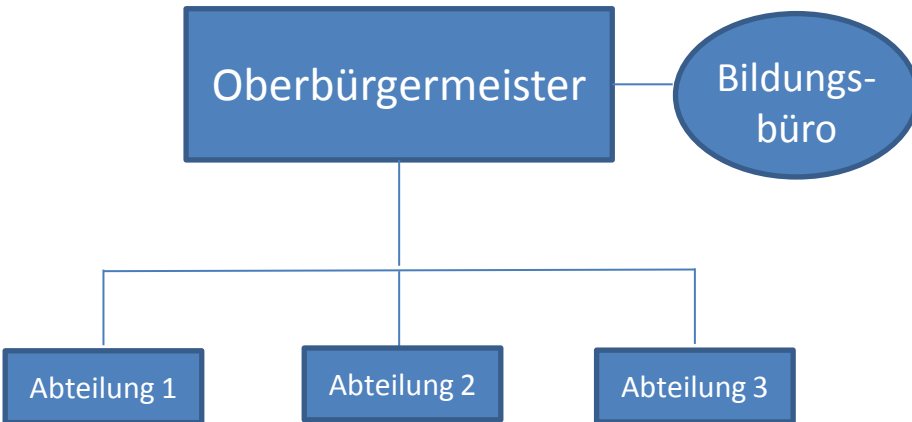 Oberbürgermeister
Bildungs-
büro
Abteilung 1
Abteilung 2
Abteilung 3